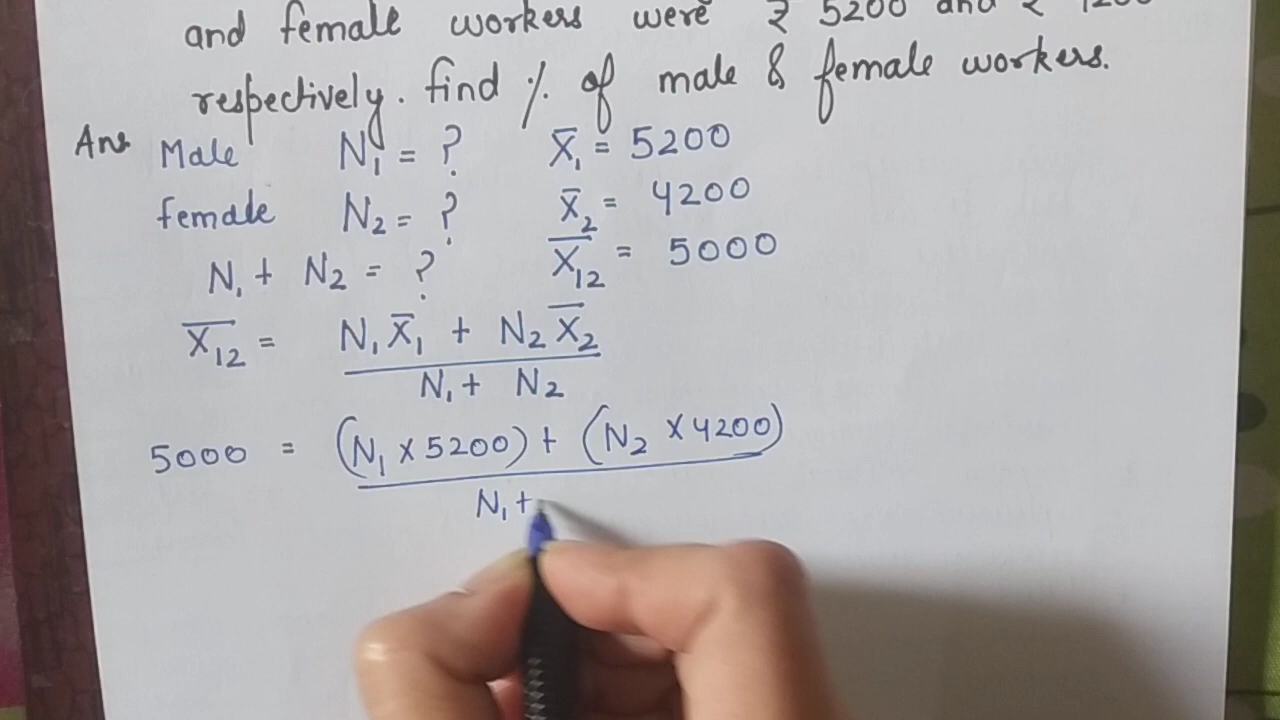 and female workers were ₹ 5200 and ₹ 4200
respectively. find % of male & female workers.
Ans Male N₁ = ? X̄₁ = 5200
female N₂ = ? X̄₂ = 4200
N₁ + N₂ = ? X̄₁₂ = 5000
X̄₁₂ = N₁X̄₁ + N₂X̄₂
N₁ + N₂
5000 = (N₁ × 5200) + (N₂ × 4200)
N₁ +